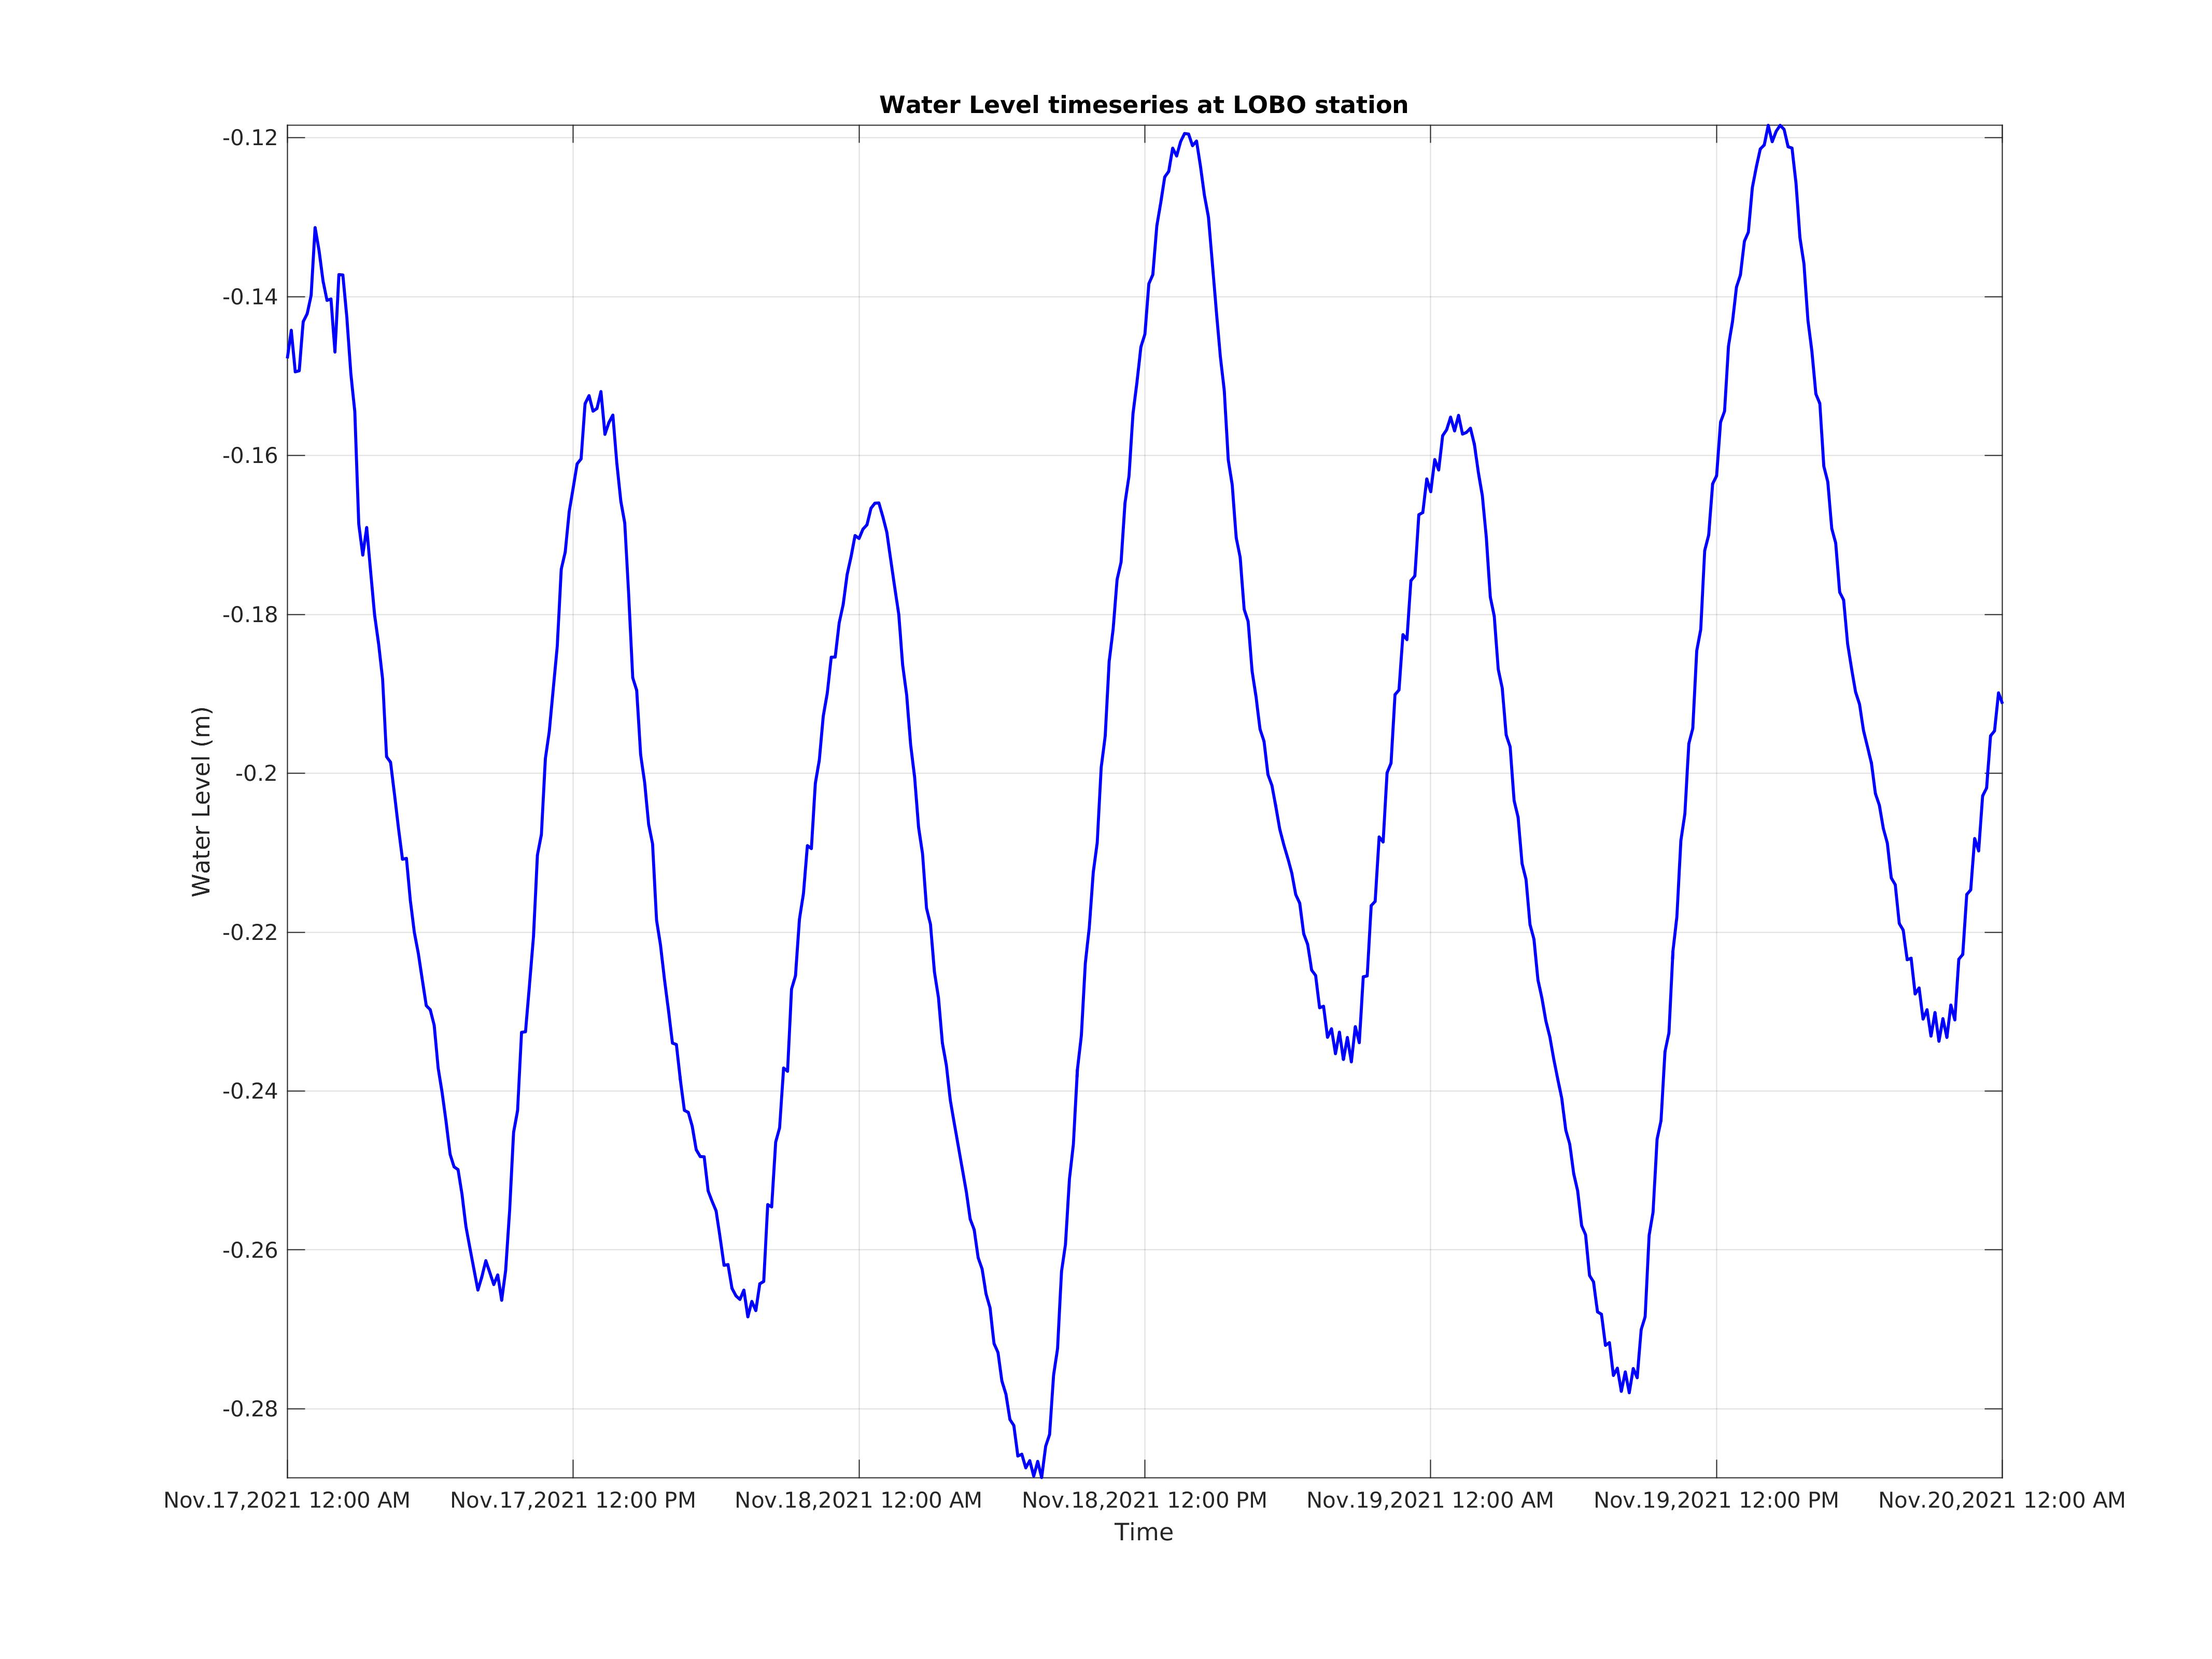 Water Level timeseries at LOBO station
-0.12
-0.14
-0.16
-0.18
-0.2
-0.22
-0.24
-0.26
-0.28
Water Level (m)
Nov.17,2021 12:00 AM
Nov.17,2021 12:00 PM
Nov.18,2021 12:00 AM
Nov.18,2021 12:00 PM
Nov.19,2021 12:00 AM
Nov.19,2021 12:00 PM
Nov.20,2021 12:00 AM
Time